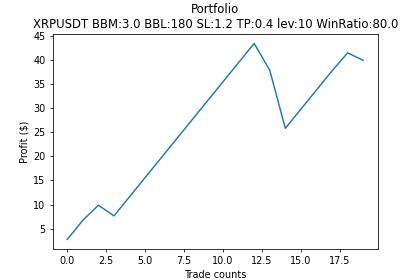 Portfolio
XRPUSDT BBM:3.0 BBL:180 SL:1.2 TP:0.4 lev:10 WinRatio:80.0
45
40
35
30
25
20
15
10
5
Profit ($)
0.0 2.5 5.0 7.5 10.0 12.5 15.0 17.5
Trade counts